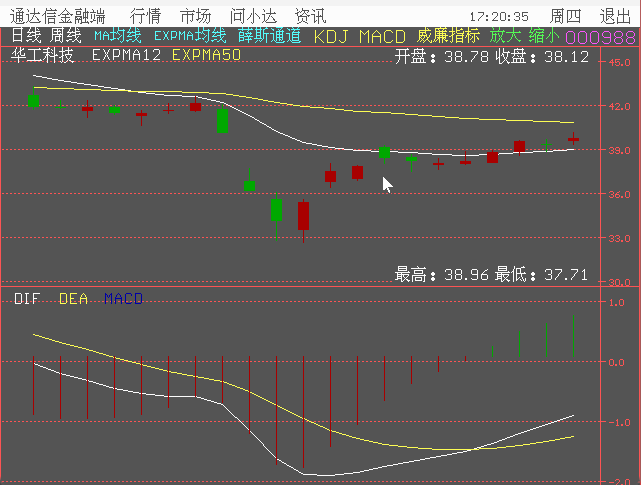 通达信金融端 行情 市场 问小达 资讯 17:20:35 周四 退出
日线 周线 MA均线 EXPMA均线 薛斯通道 KDJ MACD 威廉指标 放大 缩小 000988
华工科技 EXPMA12 EXPMA50 开盘:38.78 收盘:38.12 45.0
42.0
39.0
36.0
33.0
最高:38.96 最低:37.71 30.0
DIF DEA MACD 1.0
0.0
-1.0
-2.0